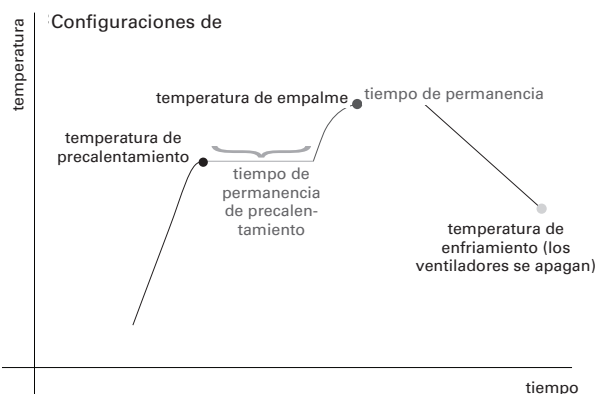 temperatura
Configuraciones de
temperatura de empalme
tiempo de permanencia
temperatura de
precalentamiento
tiempo de
permanencia
de precalen-
tamiento
temperatura de
enfriamiento (los
ventiladores se apagan)
tiempo